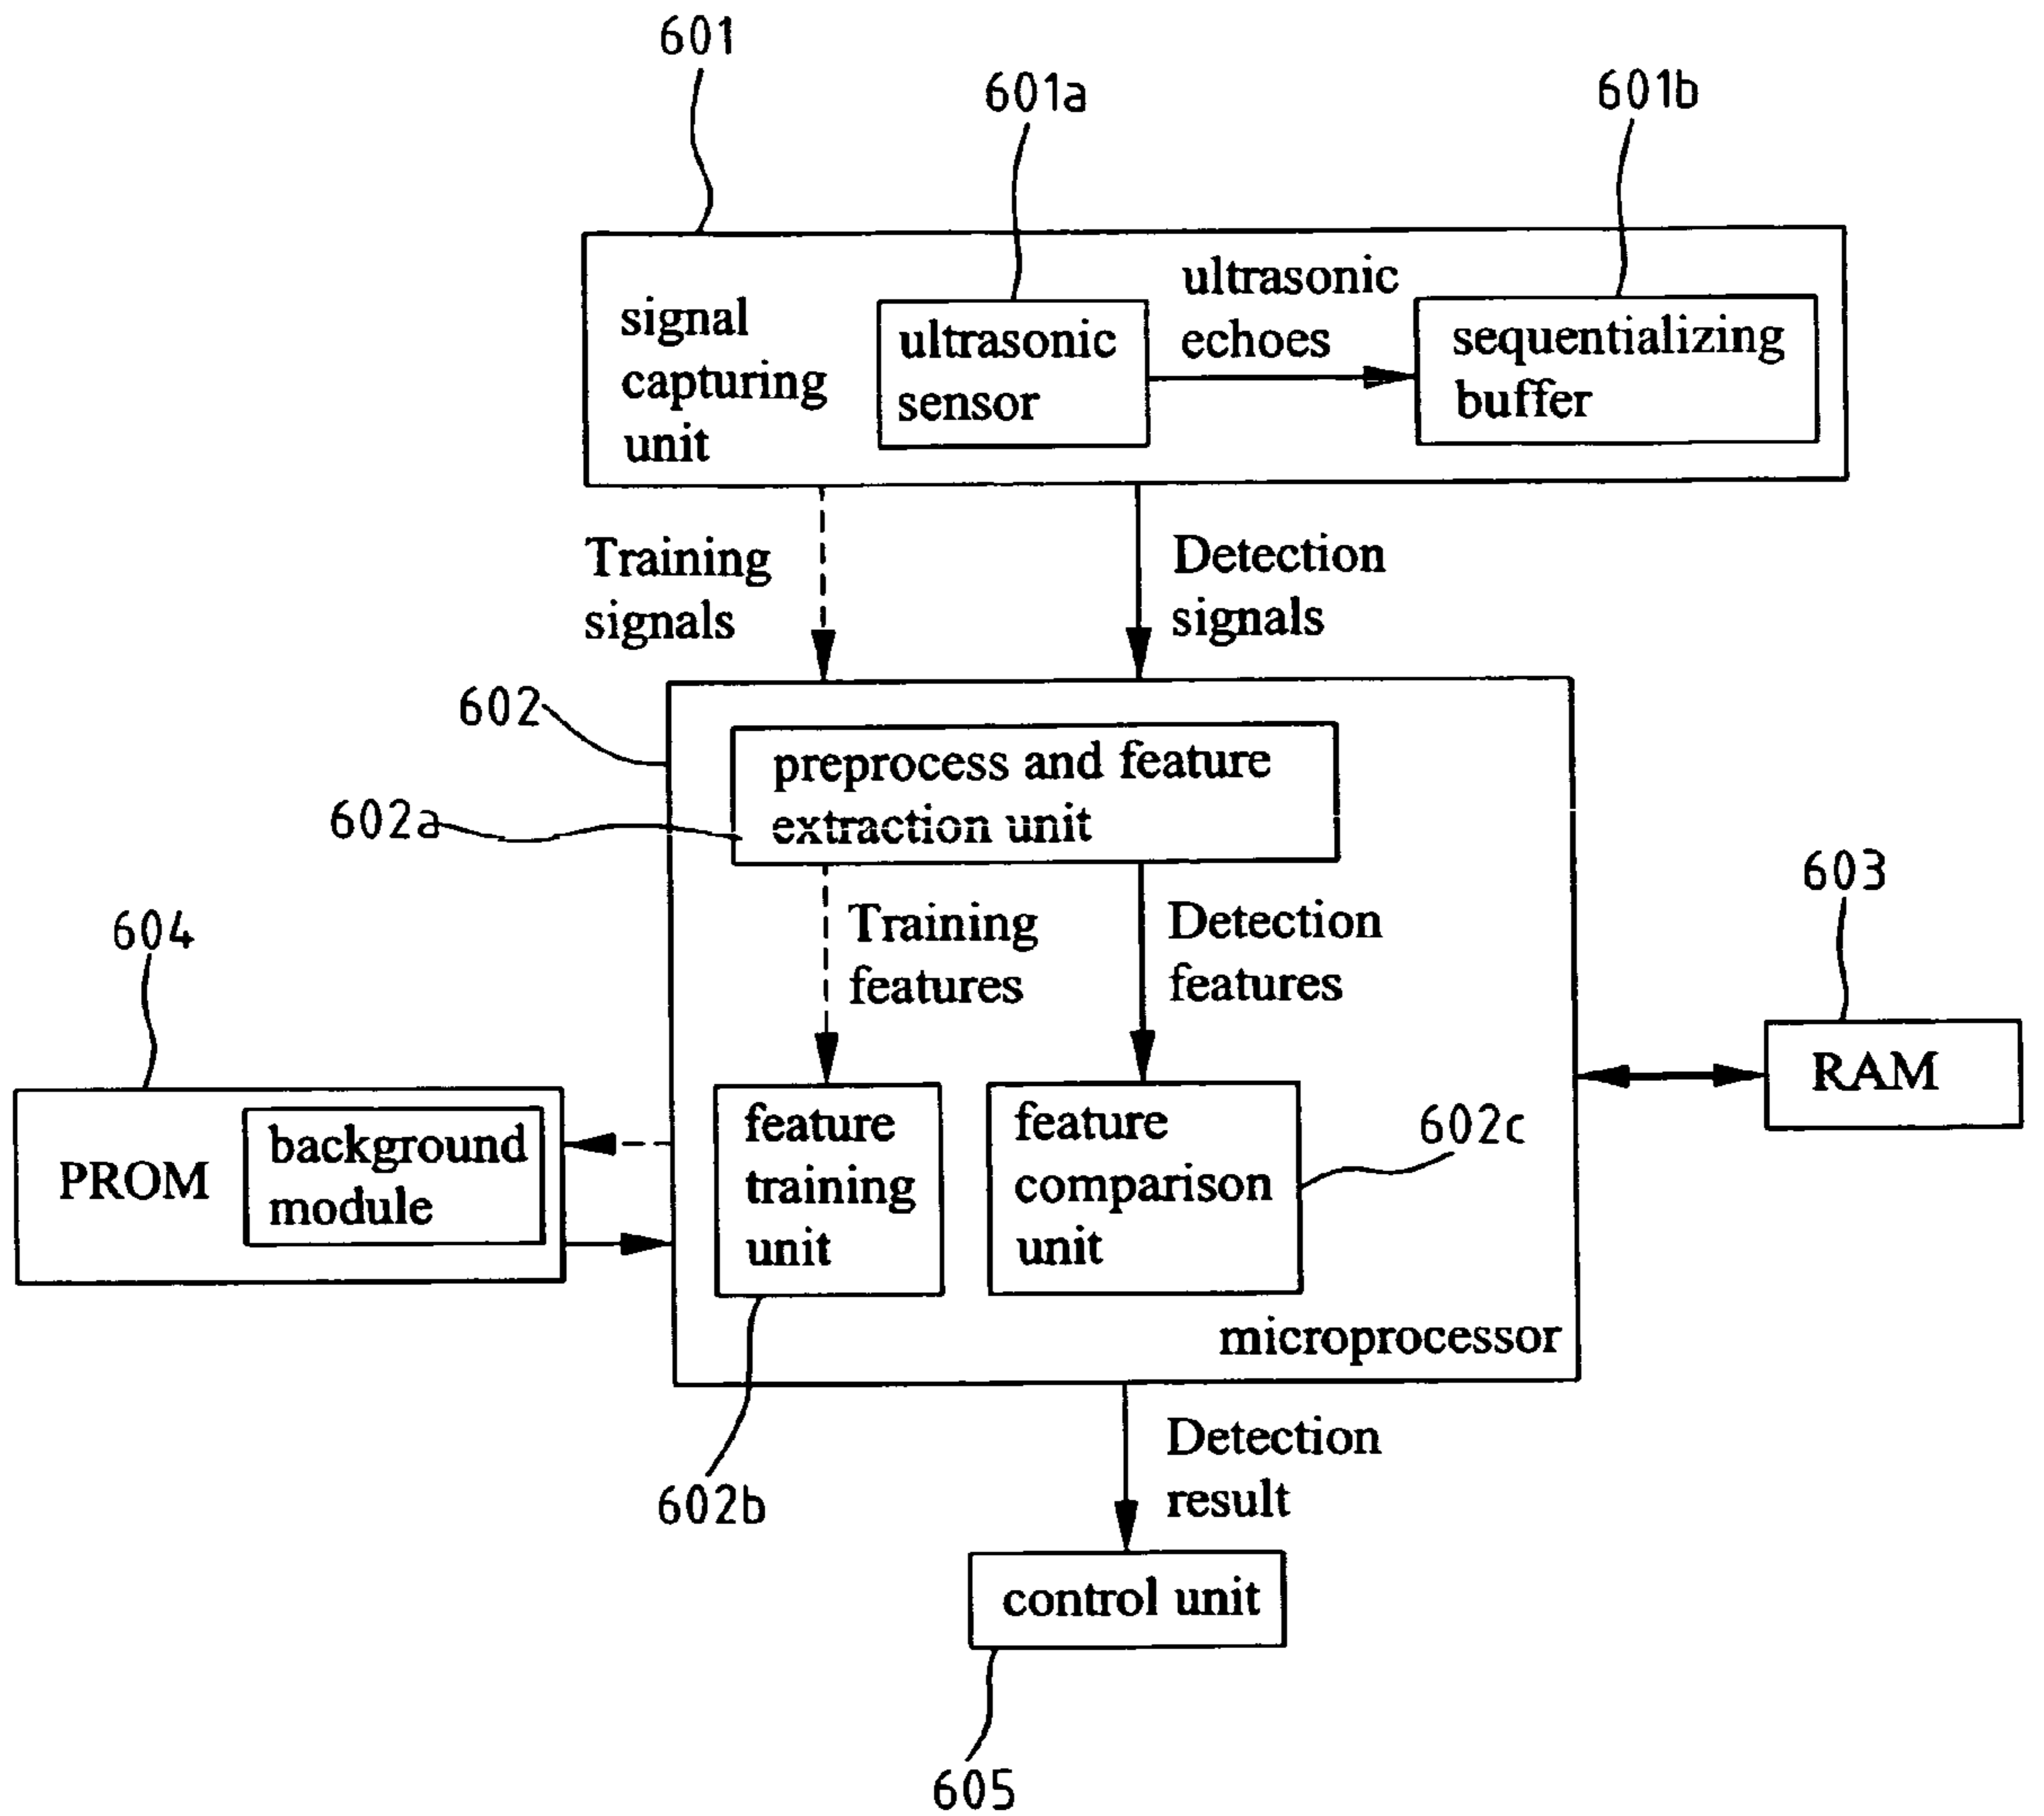 601
601a
601b
signal
capturing
unit
ultrasonic
sensor
ultrasonic
echoes
sequentializing
buffer
Training
signals
Detection
signals
602
preprocess and feature
extraction unit
602a
603
604
Training
features
Detection
features
RAM
PROM
background
module
feature
training
unit
feature
comparison
unit
602c
microprocessor
Detection
result
602b
control unit
605